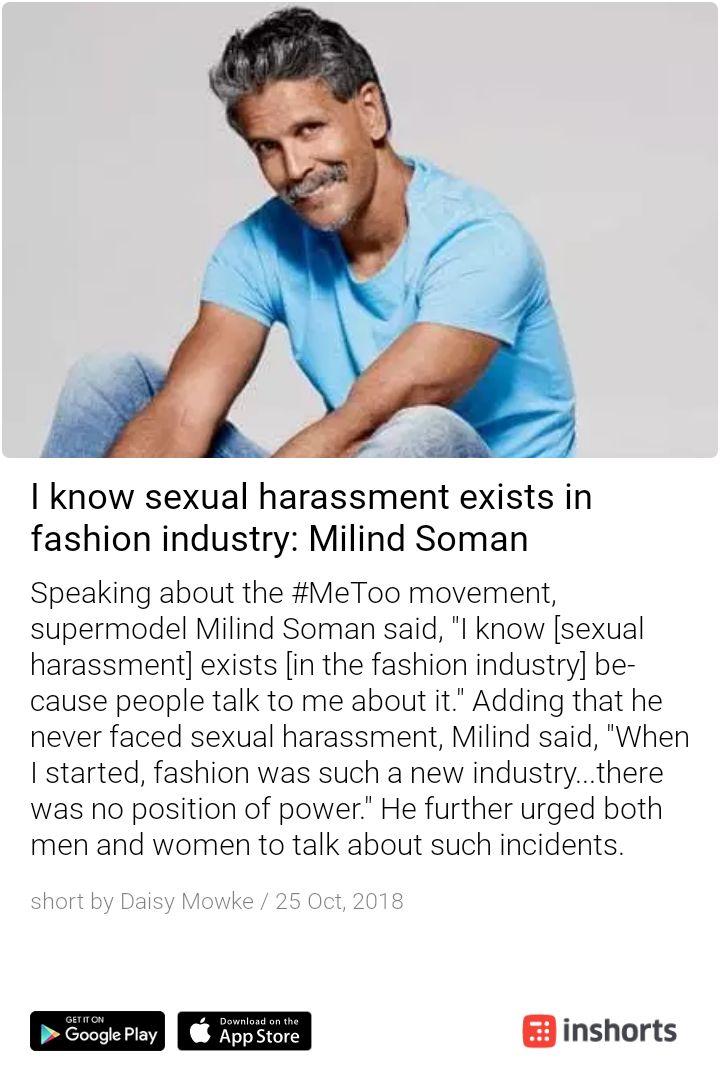 I know sexual harassment exists in
fashion industry: Milind Soman
Speaking about the #MeToo movement,
supermodel Milind Soman said, "I know [sexual
harassment] exists [in the fashion industry] be-
cause people talk to me about it." Adding that he
never faced sexual harassment, Milind said, "When
I started, fashion was such a new industry...there
was no position of power." He further urged both
men and women to talk about such incidents.
short by Daisy Mowke / 25 Oct, 2018
GET IT ON
Google Play
Download on the
App Store
inshorts